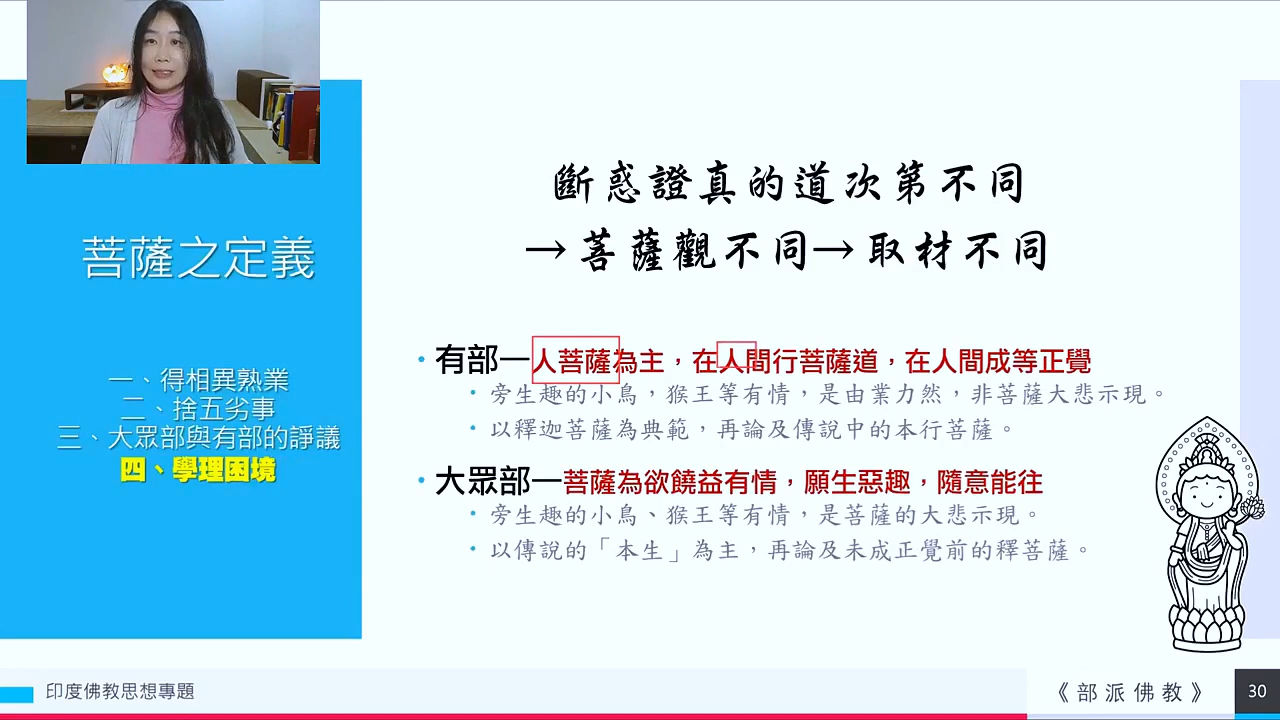 菩薩之定義
一、得相異熟業
二、捨五劣事
三、大眾部與有部的諍議
四、學理困境
斷惑證真的道次第不同
→菩薩觀不同→取材不同
• 有部—人菩薩為主，在人間行菩薩道，在人間成等正覺
• 旁生趣的小鳥，猴王等有情，是由業力然，非菩薩大悲示現。
• 以釋迦菩薩為典範，再論及傳說中的本行菩薩。
• 大眾部—菩薩為欲饒益有情，願生惡趣，隨意能往
• 旁生趣的小鳥、猴王等有情，是菩薩的大悲示現。
• 以傳說的「本生」為主，再論及未成正覺前的釋菩薩。
印度佛教思想專題
《部派佛教》
30